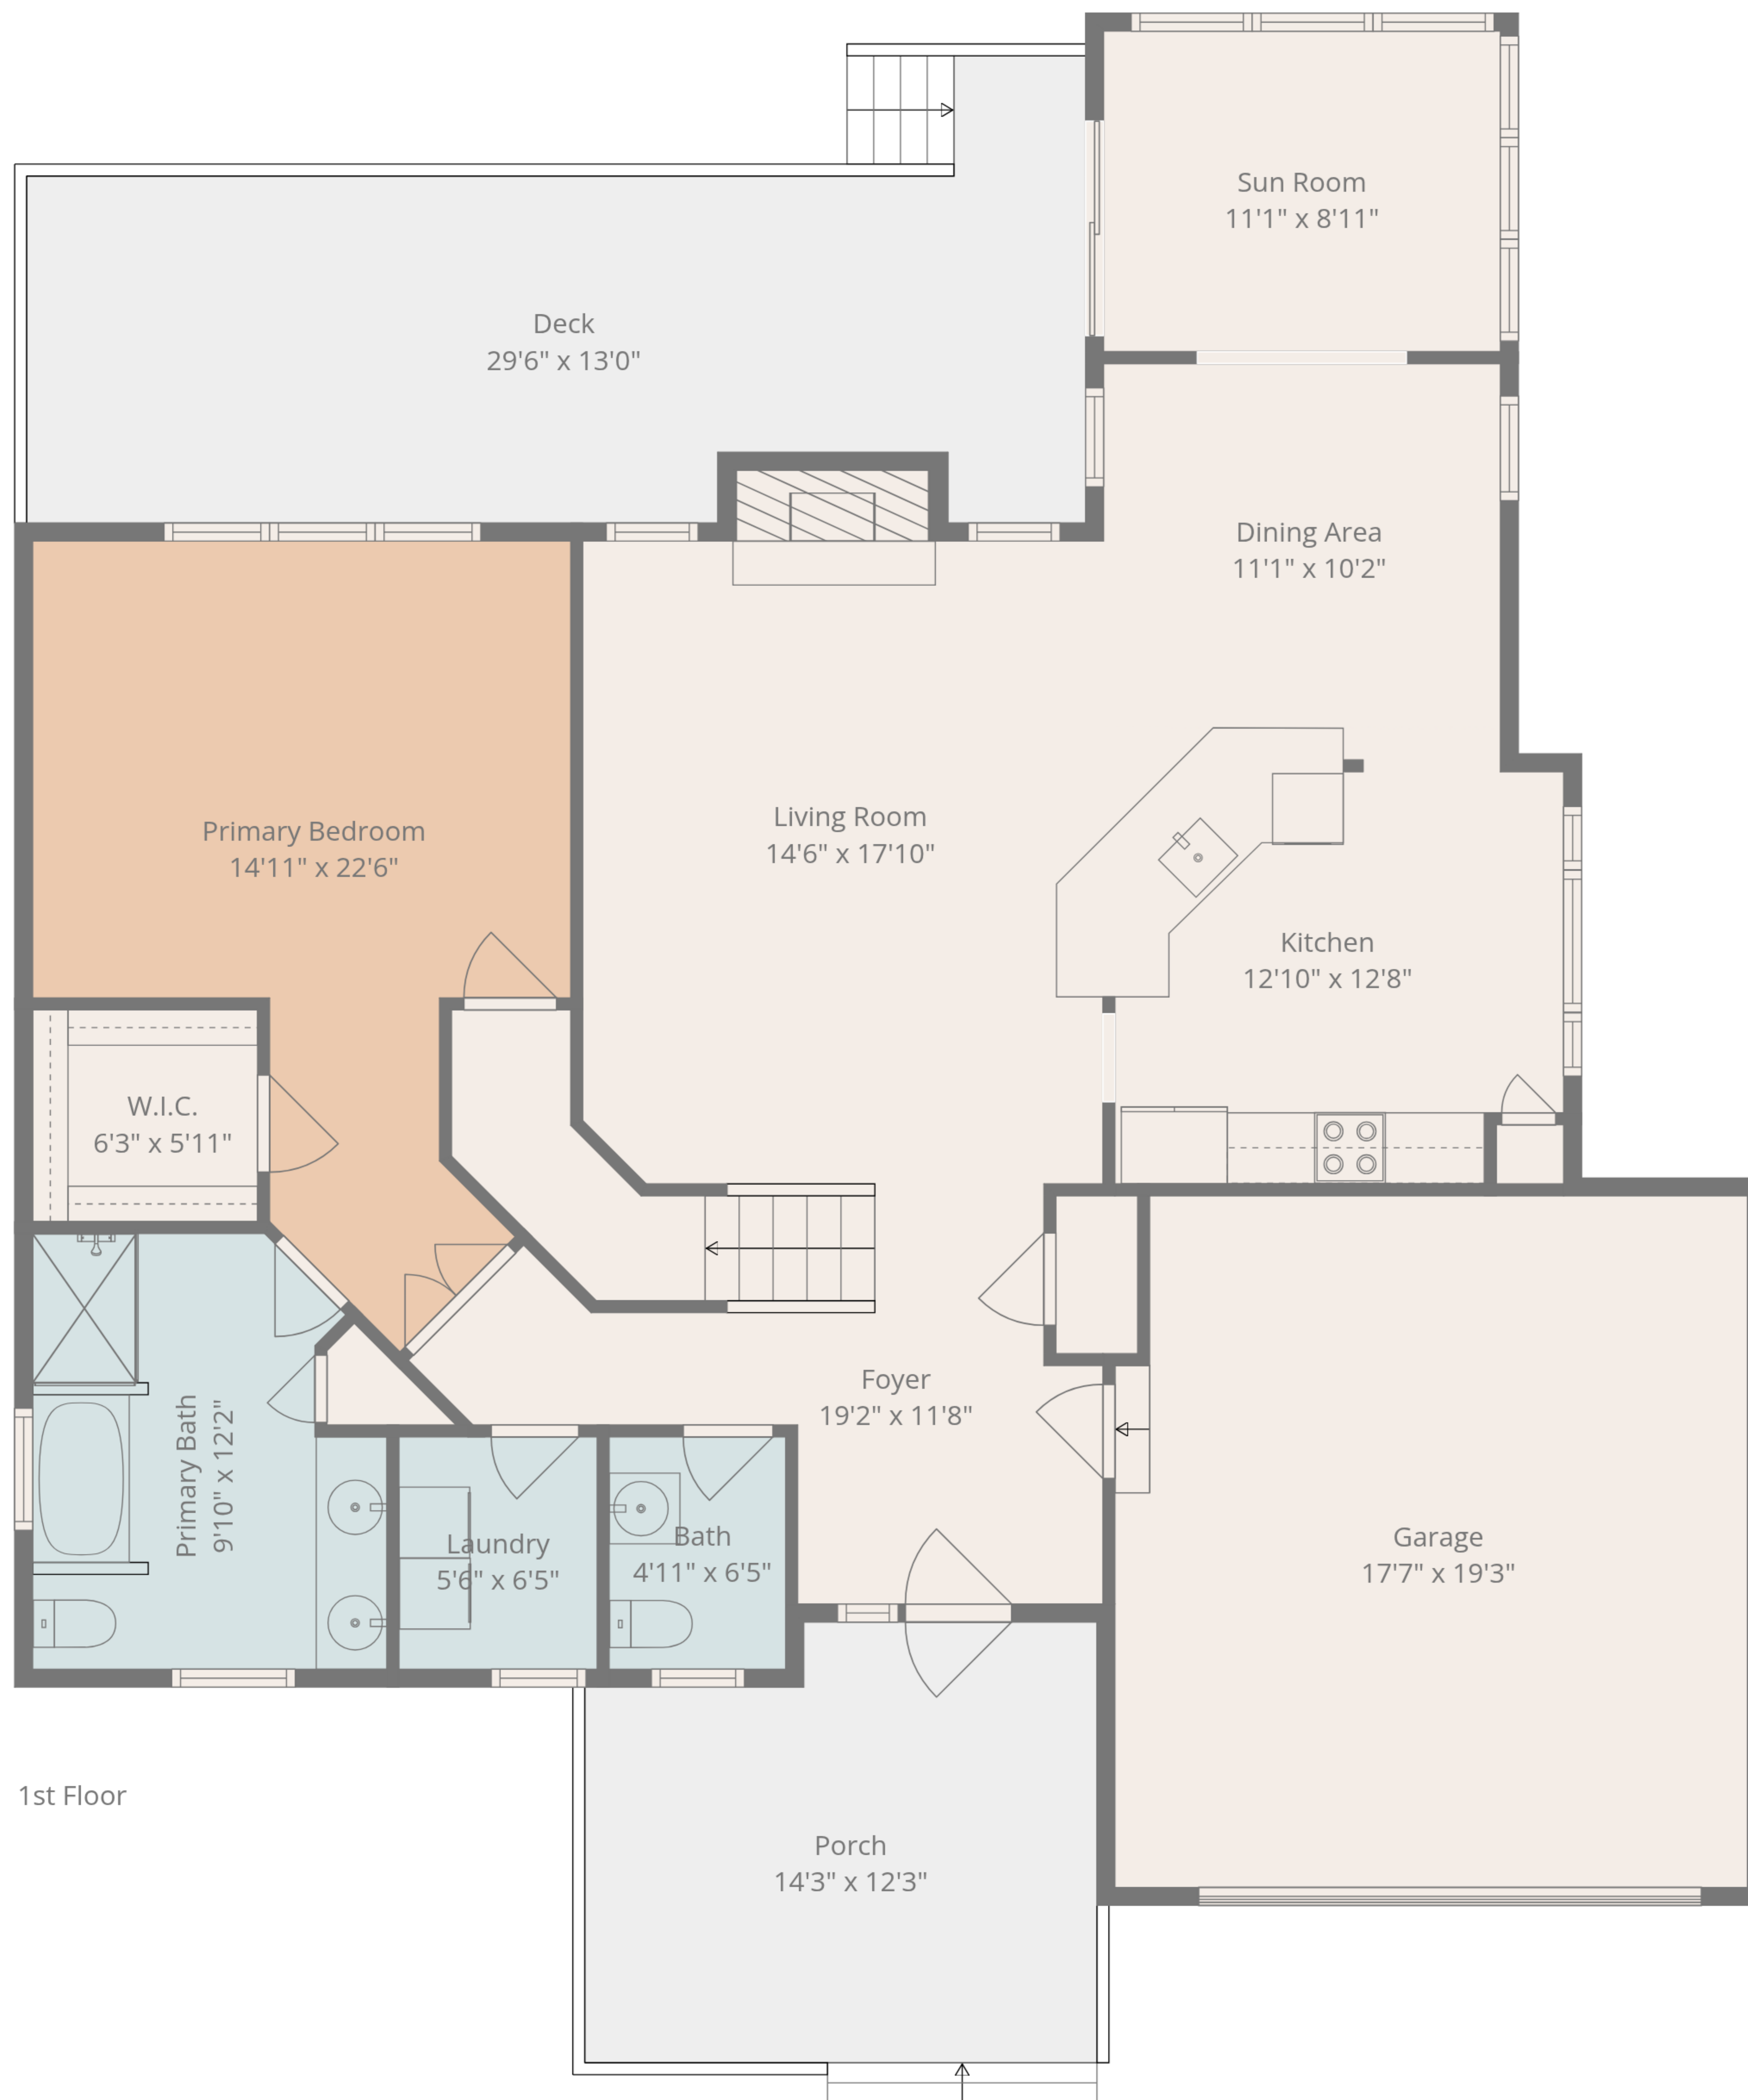 Sun Room
11'1" x 8'11"
Deck
29'6" x 13'0"
Dining Area
11'1" x 10'2"
Primary Bedroom
14'11" x 22'6"
Living Room
14'6" x 17'10"
Kitchen
12'10" x 12'8"
W.I.C.
6'3" x 5'11"
Foyer
19'2" x 11'8"
Primary Bath
9'10" x 12'2"
Laundry
5'6" x 6'5"
Bath
4'11" x 6'5"
Garage
17'7" x 19'3"
1st Floor
Porch
14'3" x 12'3"